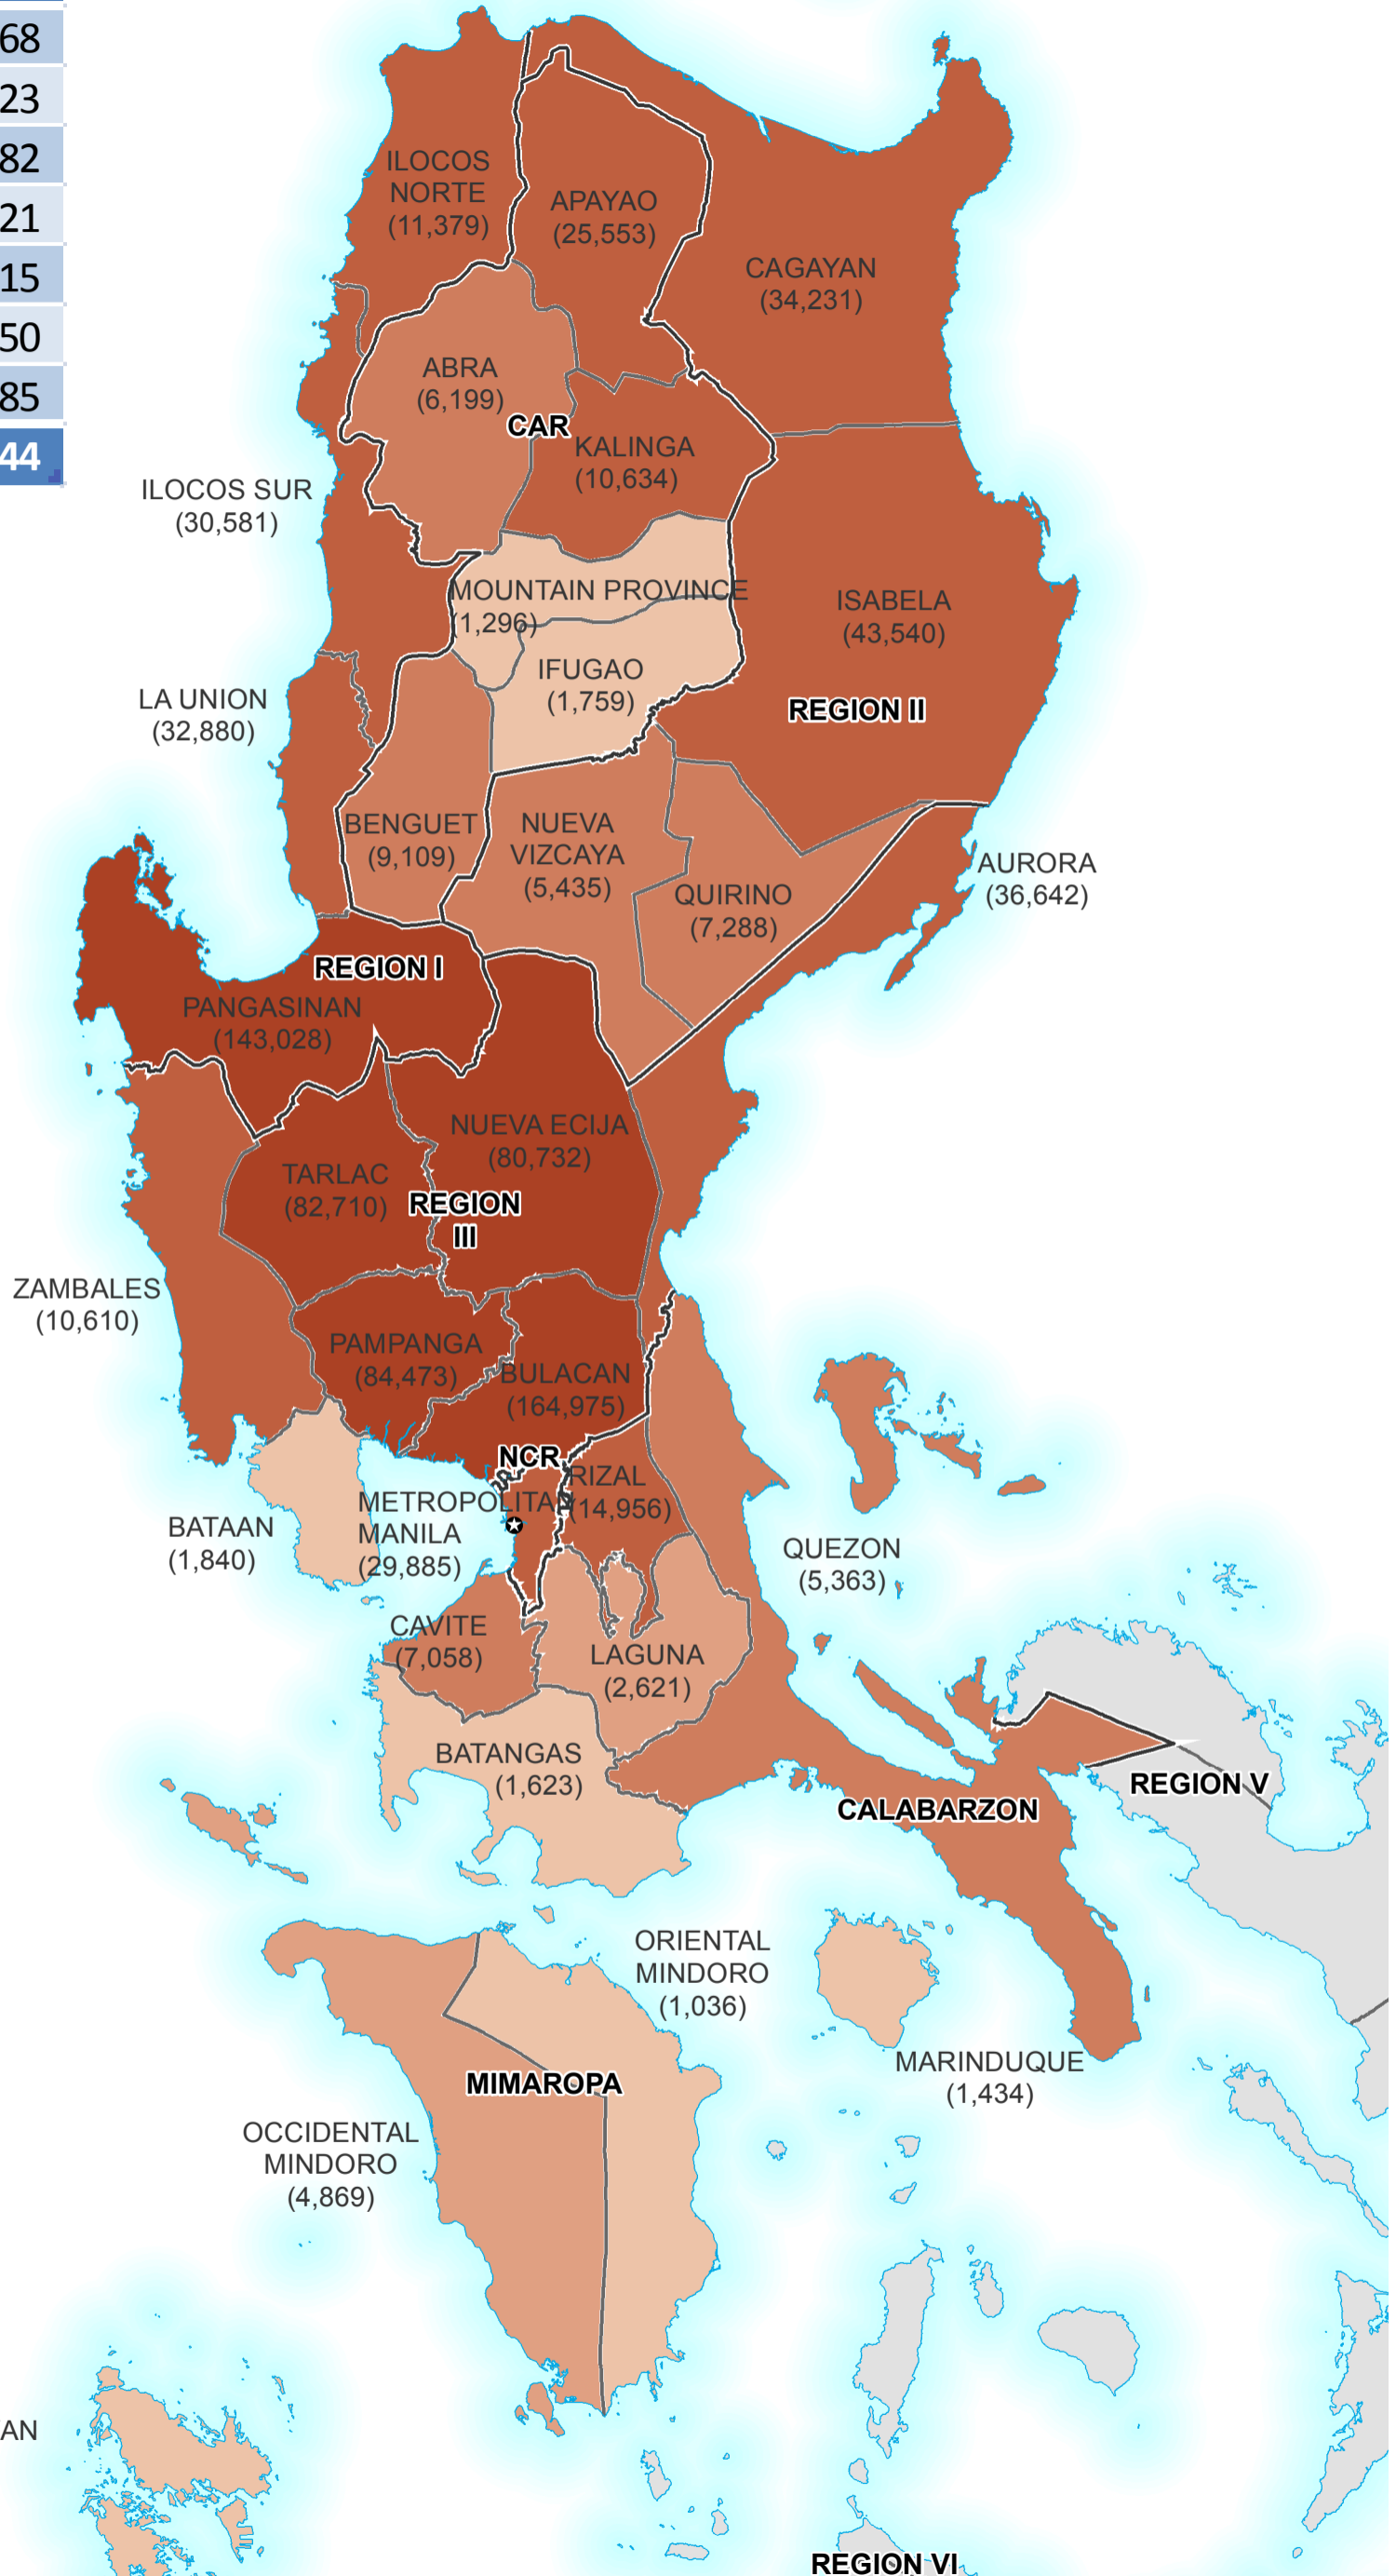 68
23
82
21
15
50
85
44
ILOCOS
NORTE
(11,379)
APAYAO
(25,553)
CAGAYAN
(34,231)
ABRA
(6,199)
CAR
KALINGA
(10,634)
ILOCOS SUR
(30,581)
MOUNTAIN PROVINCE
(1,296)
ISABELA
(43,540)
IFUGAO
(1,759)
LA UNION
(32,880)
REGION II
BENGUET
(9,109)
NUEVA
VIZCAYA
(5,435)
QUIRINO
(7,288)
AURORA
(36,642)
REGION I
PANGASINAN
(143,028)
NUEVA ECIJA
(80,732)
TARLAC
(82,710)
REGION
III
ZAMBALES
(10,610)
PAMPANGA
(84,473)
BULACAN
(164,975)
NCR
RIZAL
(14,956)
METROPOLITAN
MANILA
(29,885)
BATAAN
(1,840)
QUEZON
(5,363)
CAVITE
(7,058)
LAGUNA
(2,621)
BATANGAS
(1,623)
REGION V
CALABARZON
ORIENTAL
MINDORO
(1,036)
MARINDUQUE
(1,434)
MIMAROPA
OCCIDENTAL
MINDORO
(4,869)
AN
REGION VI